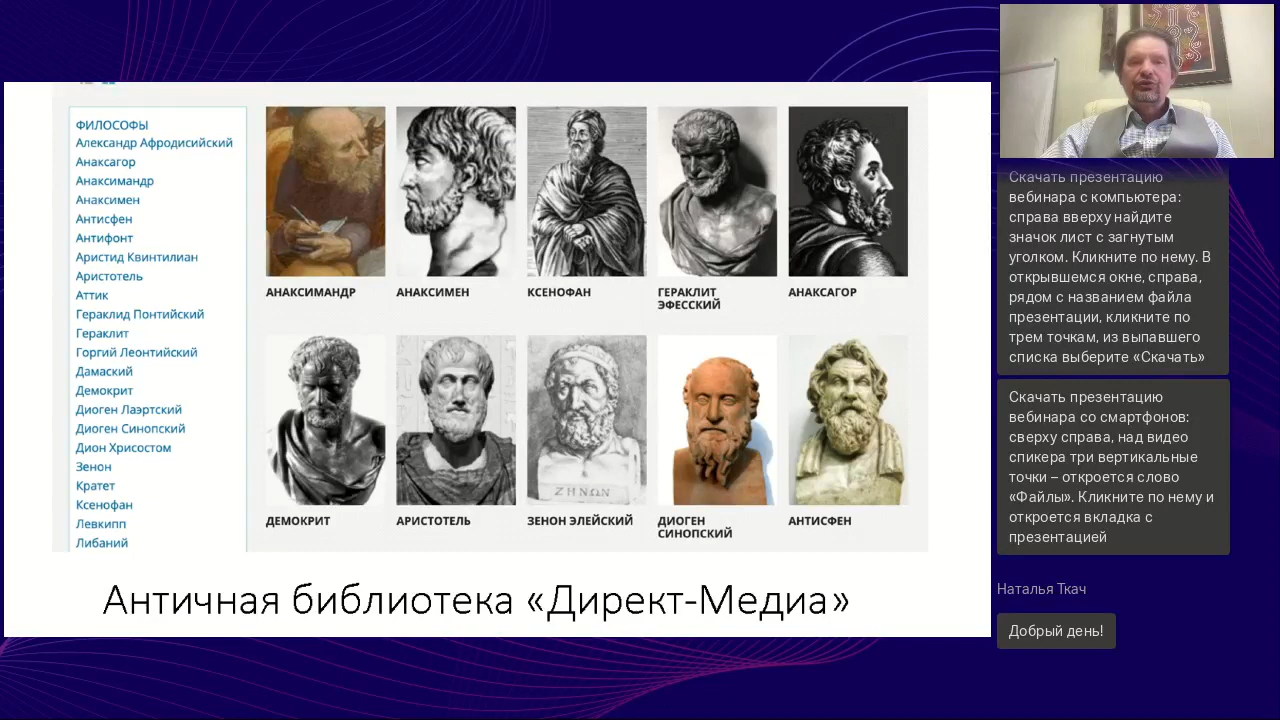 ФИЛОСОФЫ
Александр Афродисийский
Анаксагор
Анаксимандр
Анаксимен
Антисфен
Антифонт
Аристид Квинтилиан
Аристотель
Аттик
Гераклид Понтийский
Гераклит
Горгий Леонтийский
Дамаский
Демокрит
Диоген Лаэртский
Диоген Синопский
Дион Хрисостом
Зенон
Кратет
Ксенофан
Левкипп
Либаний
АНАКСИМАНДР
АНАКСИМЕН
КСЕНОФАН
ГЕРАКЛИТ
ЭФЕССКИЙ
АНАКСАГОР
ДЕМОКРИТ
АРИСТОТЕЛЬ
ΖΗΝΩΝ
ЗЕНОН ЭЛЕЙСКИЙ
ДИОГЕН
СИНОПСКИЙ
АНТИСФЕН
Античная библиотека «Директ-Медиа»
Скачать презентацию
вебинара с компьютера:
справа вверху найдите
значок лист с загнутым
уголком. Кликните по нему. В
открывшемся окне, справа,
рядом с названием файла
презентации, кликните по
трем точкам, из выпавшего
списка выберите «Скачать»
Скачать презентацию
вебинара со смартфонов:
сверху справа, над видео
спикера три вертикальные
точки – откроется слово
«Файлы». Кликните по нему и
откроется вкладка с
презентацией
Наталья Ткач
Добрый день!